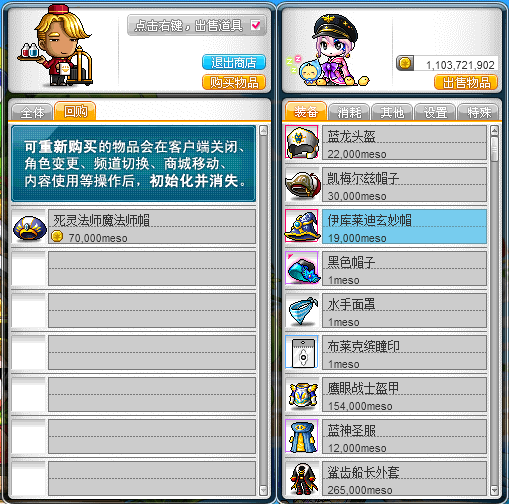 点击右键，出售道具
退出商店
购买物品
全体
回购
可重新购买的物品会在客户端关闭、
角色变更、频道切换、商城移动、
内容使用等操作后，初始化并消失。
死灵法师魔法师帽
70,000meso
1,103,721,902
出售物品
装备
消耗
其他
设置
特殊
蓝龙头盔
22,000meso
凯梅尔兹帽子
30,000meso
伊库莱迪玄妙帽
19,000meso
黑色帽子
1meso
水手面罩
1meso
布莱克缤瞳印
1meso
鹰眼战士盔甲
154,000meso
蓝神圣服
12,000meso
鲨齿船长外套
265,000meso